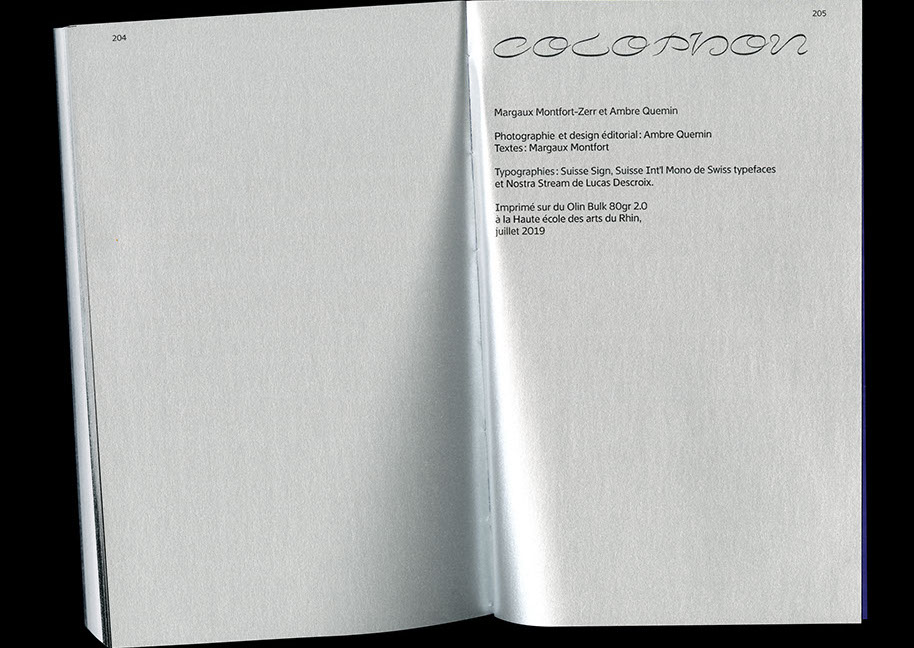 204
205
COLOPHON
Margaux Montfort-Zerr et Ambre Quemin
Photographie et design éditorial : Ambre Quemin
Textes : Margaux Montfort
Typographies : Suisse Sign, Suisse Int'l Mono de Swiss typefaces
et Nostra Stream de Lucas Descroix.
Imprimé sur du Olin Bulk 80gr 2.0
à la Haute école des arts du Rhin,
juillet 2019